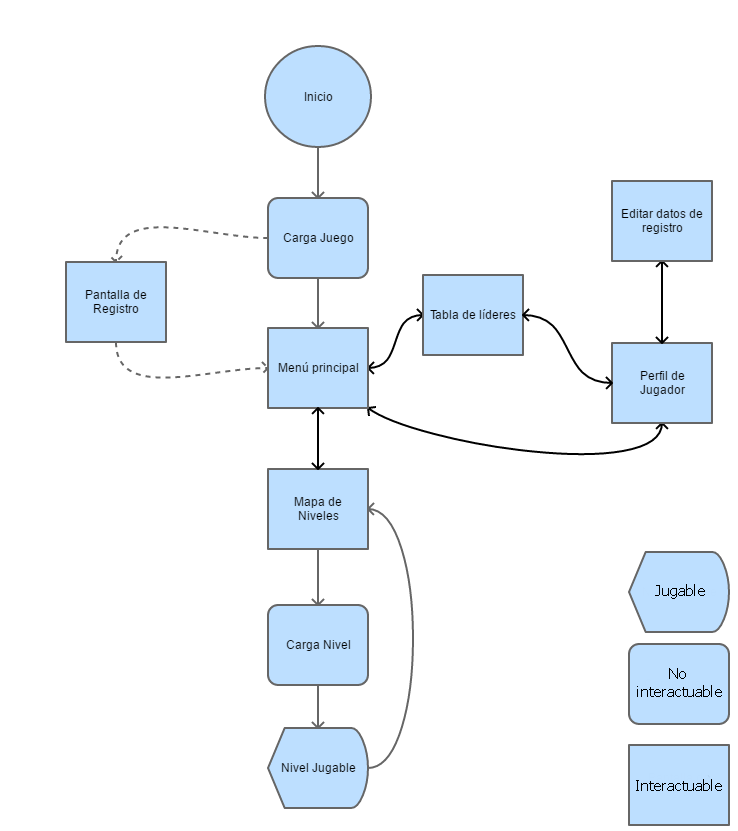 Inicio
Carga Juego
Pantalla de
Registro
Menú principal
Tabla de líderes
Editar datos de
registro
Perfil de
Jugador
Mapa de
Niveles
Carga Nivel
Nivel Jugable
Jugable
No
interactuable
Interactuable